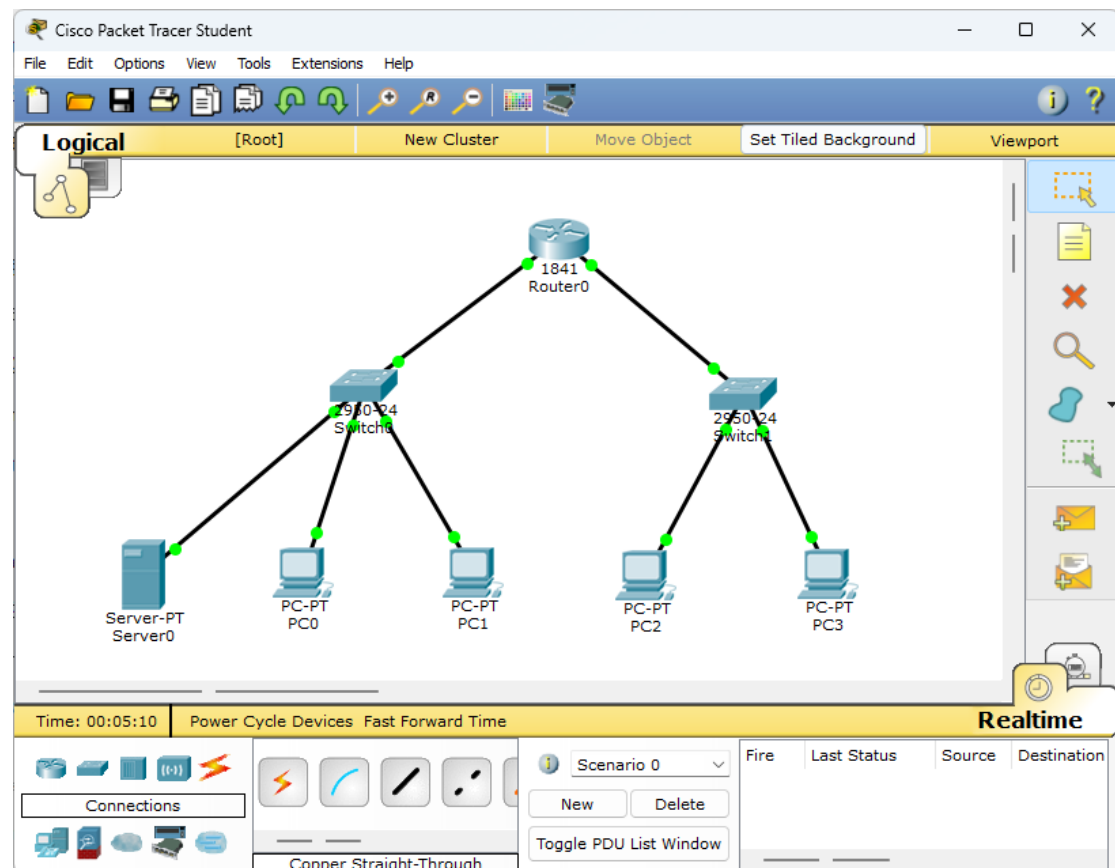 Cisco Packet Tracer Student
File Edit Options View Tools Extensions Help
Logical [Root] New Cluster Move Object Set Tiled Background Viewport
1841
Router0
2950-24
Switch0
2950-24
Switch1
Server-PT
Server0
PC-PT
PC0
PC-PT
PC1
PC-PT
PC2
PC-PT
PC3
Time: 00:05:10 Power Cycle Devices Fast Forward Time Realtime
Connections
Copper Straight-Through
Scenario 0
New Delete
Toggle PDU List Window
Fire Last Status Source Destination